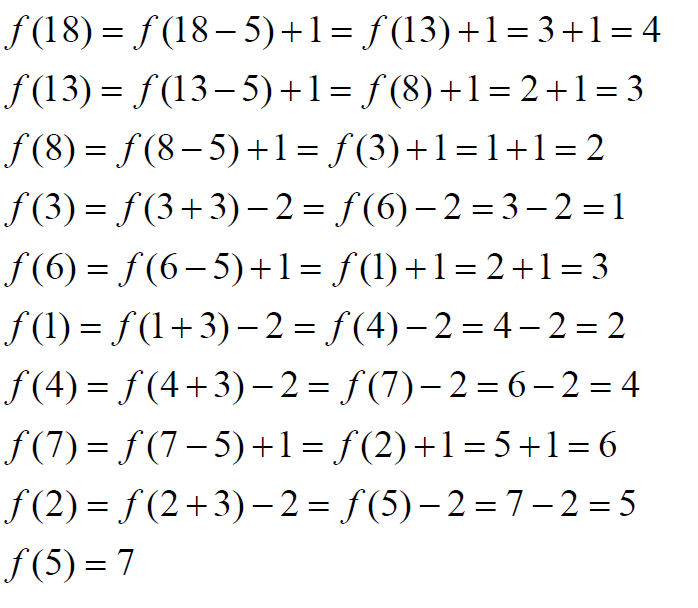 f(18) = f(18−5)+1 = f(13)+1 = 3+1 = 4
f(13) = f(13−5)+1 = f(8)+1 = 2+1 = 3
f(8) = f(8−5)+1 = f(3)+1 = 1+1 = 2
f(3) = f(3+3)−2 = f(6)−2 = 3−2 = 1
f(6) = f(6−5)+1 = f(1)+1 = 2+1 = 3
f(1) = f(1+3)−2 = f(4)−2 = 4−2 = 2
f(4) = f(4+3)−2 = f(7)−2 = 6−2 = 4
f(7) = f(7−5)+1 = f(2)+1 = 5+1 = 6
f(2) = f(2+3)−2 = f(5)−2 = 7−2 = 5
f(5) = 7